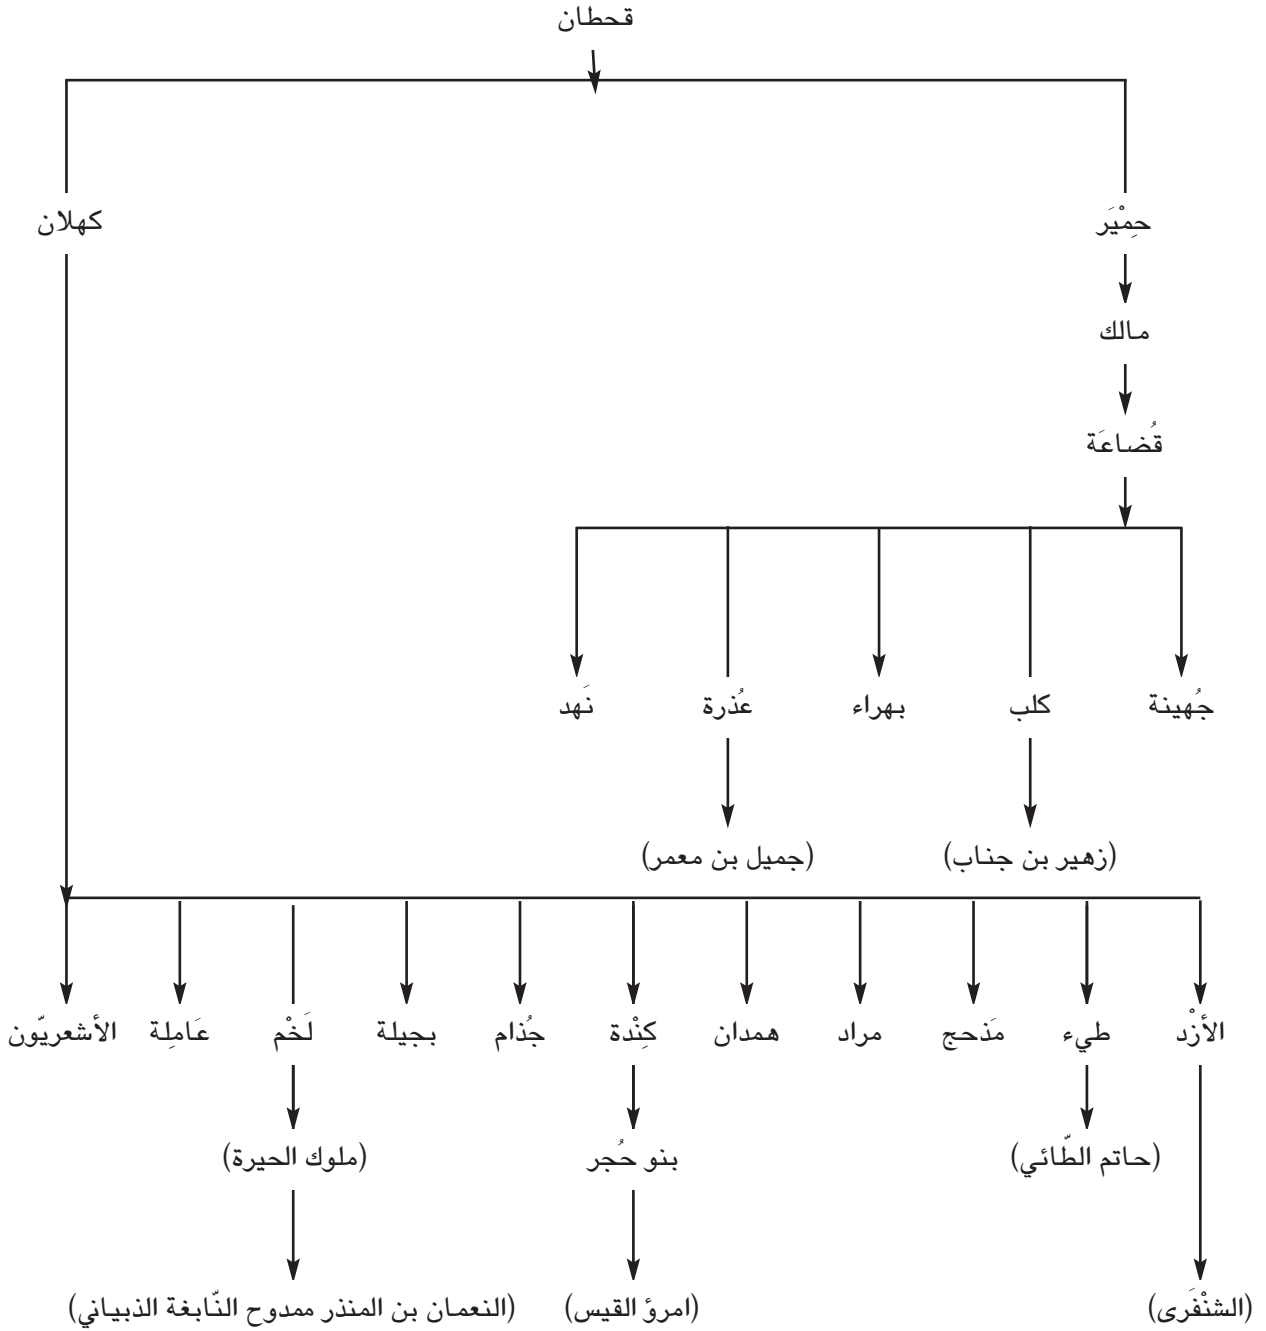 قحطان
حِمْيَر
كهلان
مالك
قُضاعَة
جُهينة
كلب
بهراء
عُذرة
نَهد
(زهير بن جناب)
(جميل بن معمر)
الأزْد
طيء
مَذحج
مراد
همدان
كِنْدة
جُذام
بجيلة
لَخْم
عَامِلة
الأشعريّون
(حاتم الطّائي)
بنو حُجر
(ملوك الحيرة)
(الشنْفَرى)
(امرؤ القيس)
(النعمان بن المنذر ممدوح النّابغة الذبياني)